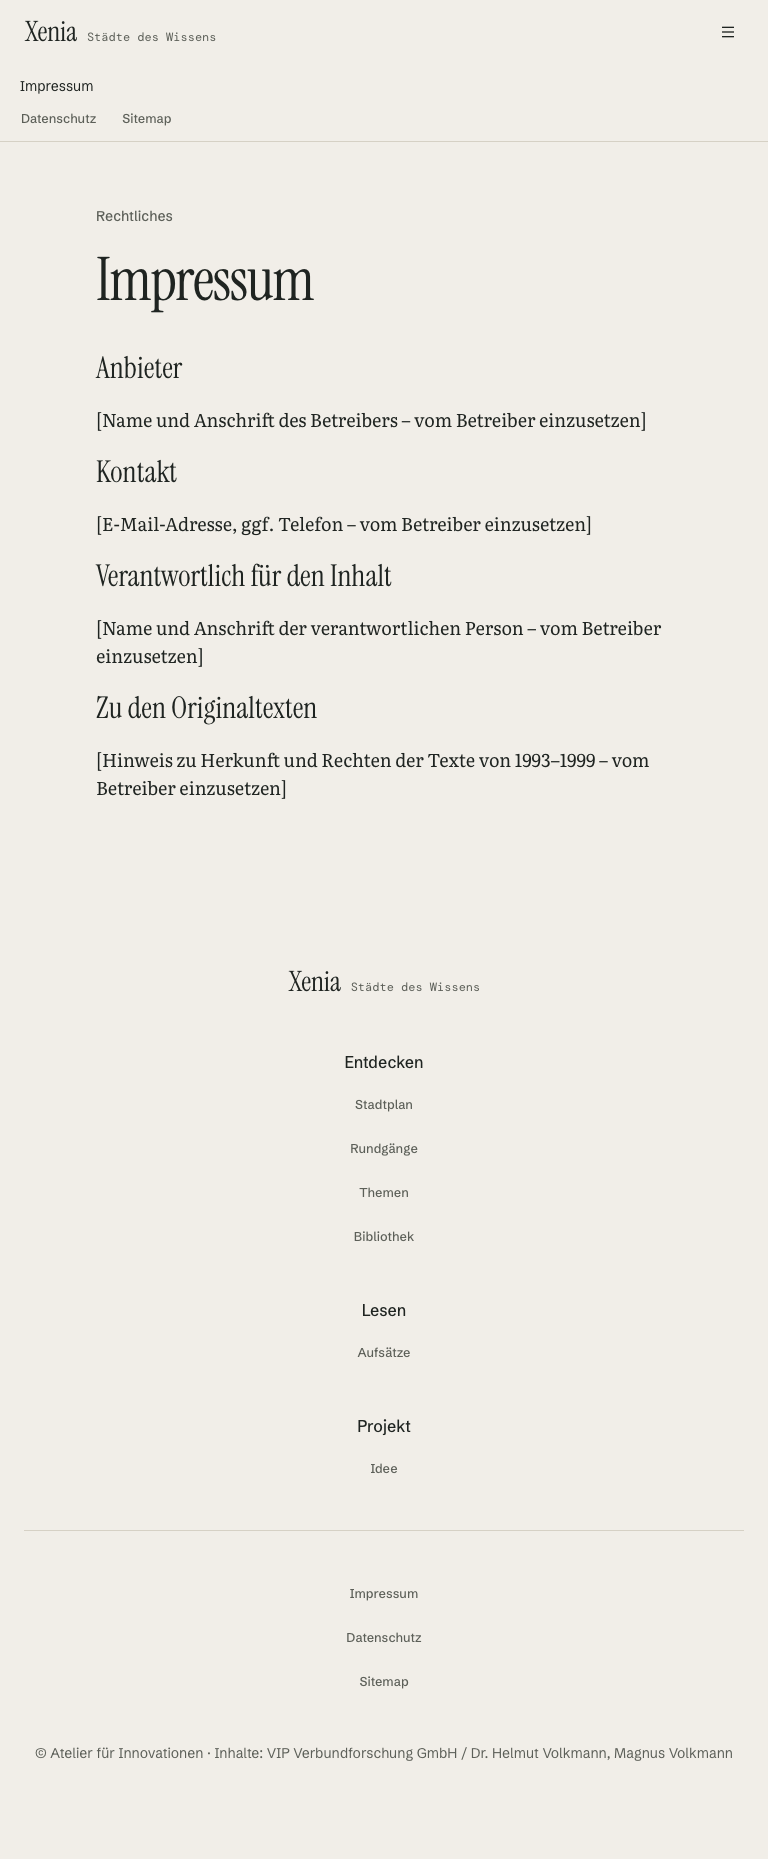 Xenia Städte des Wissens
Impressum
Datenschutz Sitemap
Rechtliches
Impressum
Anbieter
[Name und Anschrift des Betreibers – vom Betreiber einzusetzen]
Kontakt
[E-Mail-Adresse, ggf. Telefon – vom Betreiber einzusetzen]
Verantwortlich für den Inhalt
[Name und Anschrift der verantwortlichen Person – vom Betreiber
einzusetzen]
Zu den Originaltexten
[Hinweis zu Herkunft und Rechten der Texte von 1993–1999 – vom
Betreiber einzusetzen]
Xenia Städte des Wissens
Entdecken
Stadtplan
Rundgänge
Themen
Bibliothek
Lesen
Aufsätze
Projekt
Idee
Impressum
Datenschutz
Sitemap
© Atelier für Innovationen · Inhalte: VIP Verbundforschung GmbH / Dr. Helmut Volkmann, Magnus Volkmann